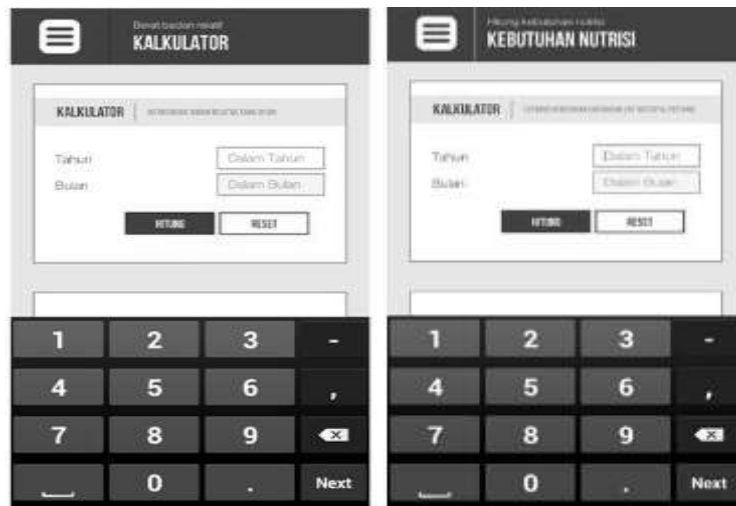 Berat badan relatif
KALKULATOR
KALKULATOR
Tahun
Dalam Tahun
Bulan
Dalam Bulan
HITUNG
RESET
1 2 3 -
4 5 6 ,
7 8 9
0 . Next
Hitung kebutuhan nutrisi
KEBUTUHAN NUTRISI
KALKULATOR
Tahun
Dalam Tahun
Bulan
Dalam Bulan
HITUNG
RESET
1 2 3 -
4 5 6 ,
7 8 9
0 . Next